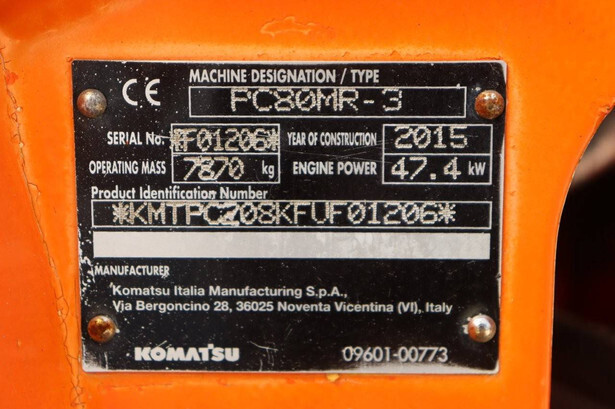 CE
MACHINE DESIGNATION / TYPE
PC80MR-3
SERIAL No. *F01206* YEAR OF CONSTRUCTION 2015
OPERATING MASS 7870 kg ENGINE POWER 47.4 kW
Product Identification Number
*KMTPC208KFVF01206*
MANUFACTURER
Komatsu Italia Manufacturing S.p.A.,
Via Bergoncino 28, 36025 Noventa Vicentina (VI), Italy
KOMATSU 09601-00773